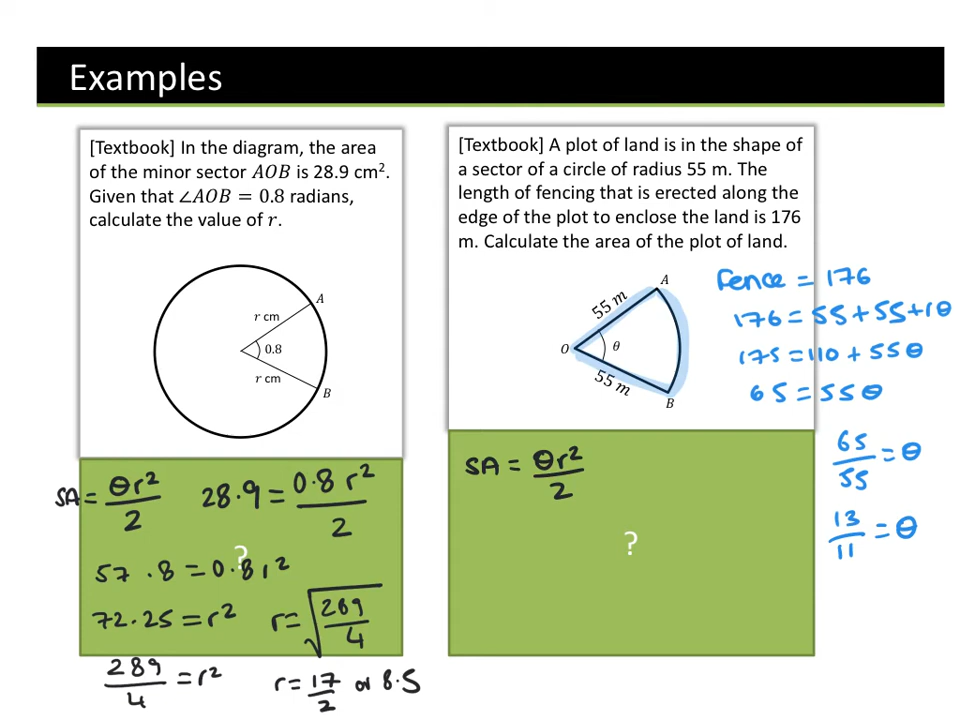 Examples
[Textbook] In the diagram, the area
of the minor sector AOB is 28.9 cm².
Given that ∠AOB = 0.8 radians,
calculate the value of r.
A
r cm
0.8
r cm
B
SA = θr²/2
28.9 = 0.8 r²/2
?
57.8 = 0.8r²
72.25 = r²
r = √(289/4)
289/4 = r²
r = 17/2 or 8.5
[Textbook] A plot of land is in the shape of
a sector of a circle of radius 55 m. The
length of fencing that is erected along the
edge of the plot to enclose the land is 176
m. Calculate the area of the plot of land.
A
55 m
O
θ
55 m
B
Fence = 176
176 = 55 + 55 + rθ
175 = 110 + 55θ
65 = 55θ
65/55 = θ
13/11 = θ
SA = θr²/2
?